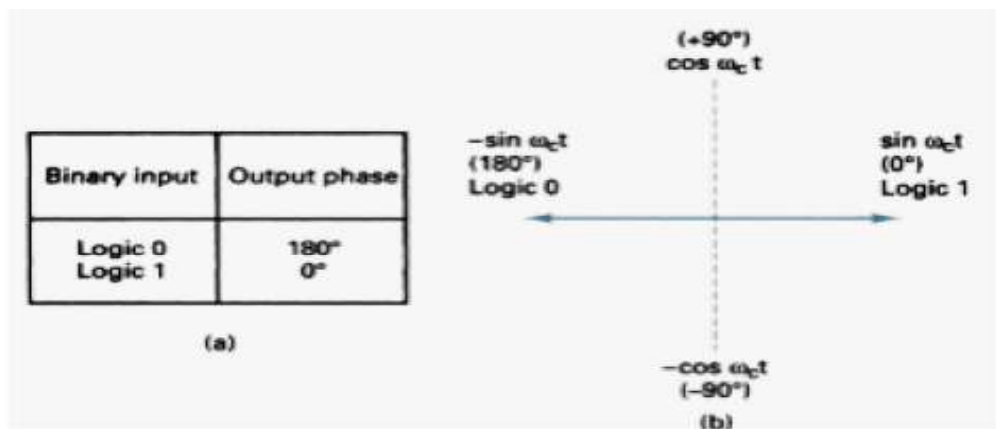 Binary input Output phase
Logic 0 180°
Logic 1 0°
(a)
(+90°)
cos ωc t
−sin ωct
(180°)
Logic 0
sin ωct
(0°)
Logic 1
−cos ωct
(−90°)
(b)